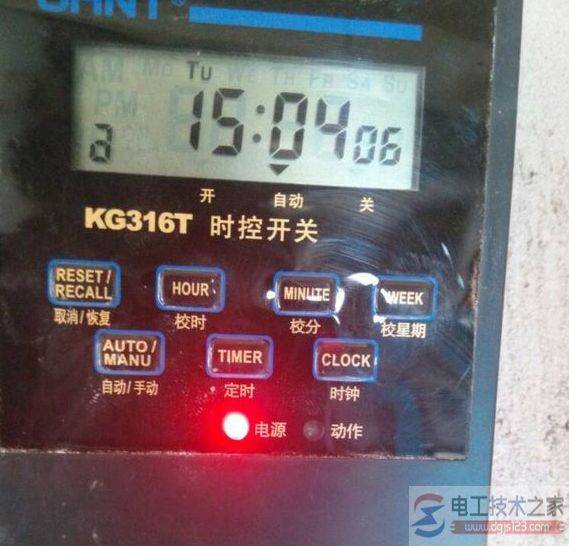 CHNT®
AM Mo Tu We Th Fr Sa Su
PM
a 15:04 06
开 自动 关
KG316T 时控开关
RESET/RECALL HOUR MINUTE WEEK
取消/恢复 校时 校分 校星期
AUTO/MANU TIMER CLOCK
自动/手动 定时 时钟
电源 动作
电工技术之家
www.dgjs123.com